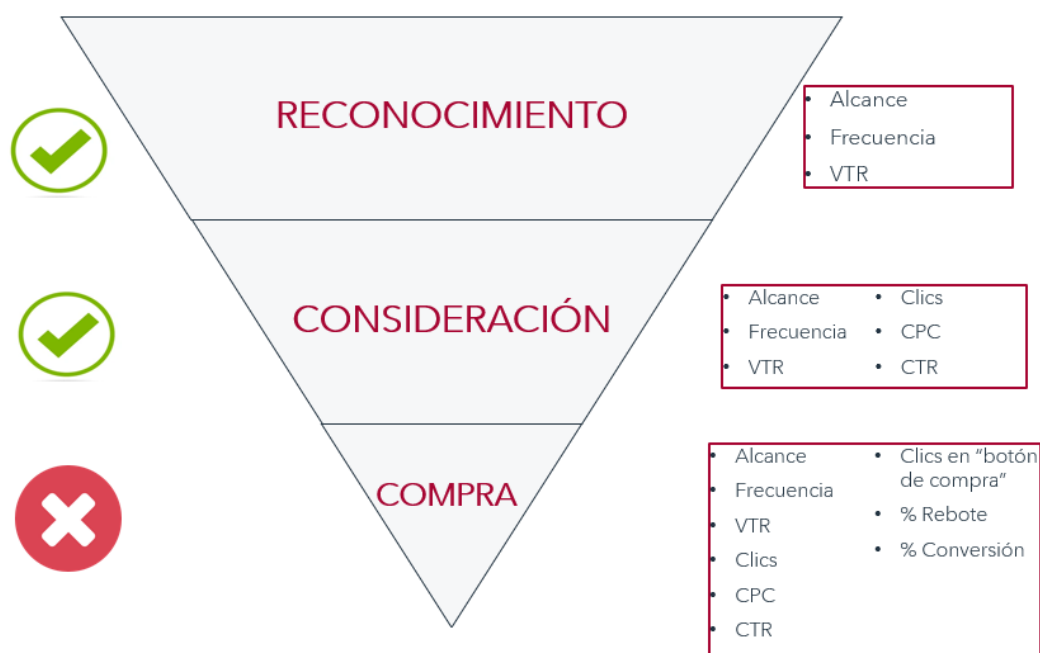 RECONOCIMIENTO
• Alcance
• Frecuencia
• VTR
CONSIDERACIÓN
• Alcance
• Frecuencia
• VTR
• Clics
• CPC
• CTR
COMPRA
• Alcance
• Frecuencia
• VTR
• Clics
• CPC
• CTR
• Clics en “botón
de compra”
• % Rebote
• % Conversión